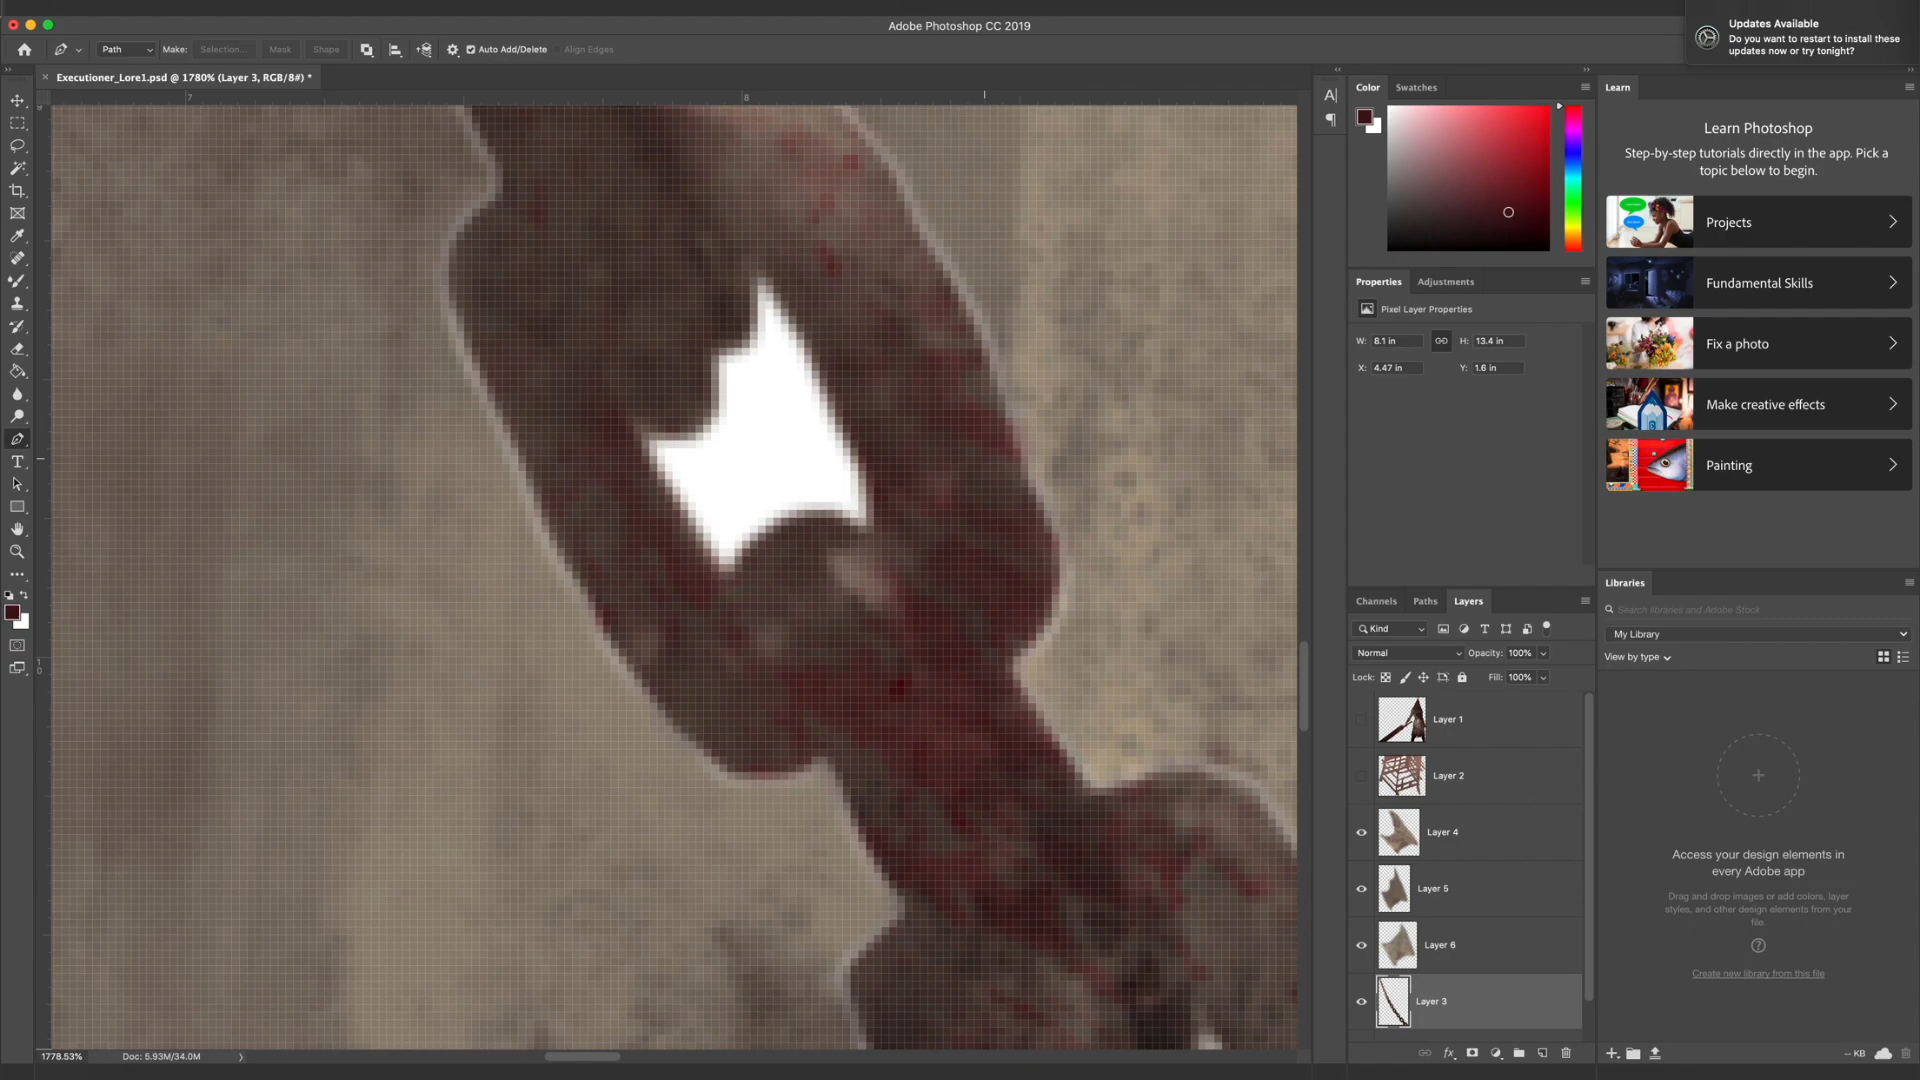 Adobe Photoshop CC 2019
Updates Available
Do you want to restart to install these
updates now or try tonight?
Path
Make:
Selection...
Mask
Shape
Auto Add/Delete
Align Edges
Executioner_Lore1.psd @ 1780% (Layer 3, RGB/8#) *
7
8
9
10
Color
Swatches
Properties
Adjustments
Pixel Layer Properties
W: 8.1 in
H: 13.4 in
X: 4.47 in
Y: 1.6 in
Channels
Paths
Layers
Kind
Normal
Opacity: 100%
Lock:
Fill: 100%
Layer 1
Layer 2
Layer 4
Layer 5
Layer 6
Layer 3
Learn
Learn Photoshop
Step-by-step tutorials directly in the app. Pick a
topic below to begin.
Projects
Fundamental Skills
Fix a photo
Make creative effects
Painting
Libraries
Search libraries and Adobe Stock
My Library
View by type
Access your design elements in
every Adobe app
Drag and drop images or add colors, layer
styles, and other design elements from your
file.
Create new library from this file
-- KB
1778.53%
Doc: 5.93M/34.0M